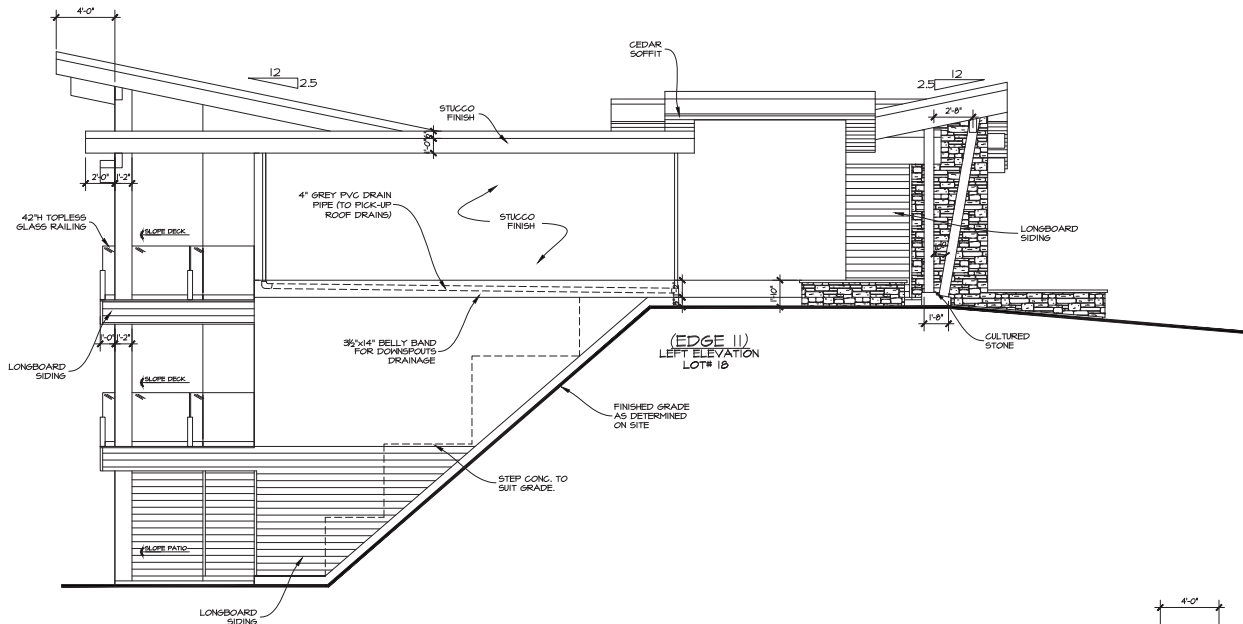 4'-0"
12
2.5
CEDAR
SOFFIT
12
2.5
2'-8"
STUCCO
FINISH
1'-0"
2'-0"
1'-2"
4" GREY PVC DRAIN
PIPE (TO PICK-UP
ROOF DRAINS)
STUCCO
FINISH
42"H TOPLESS
GLASS RAILING
SLOPE DECK
LONGBOARD
SIDING
1'-10"
1'-8"
(EDGE II)
LEFT ELEVATION
LOT# 18
CULTURED
STONE
3½"x14" BELLY BAND
FOR DOWNSPOUTS
DRAINAGE
1'-0"
1'-2"
LONGBOARD
SIDING
SLOPE DECK
FINISHED GRADE
AS DETERMINED
ON SITE
STEP CONC. TO
SUIT GRADE.
SLOPE PATIO
LONGBOARD
SIDING
4'-0"